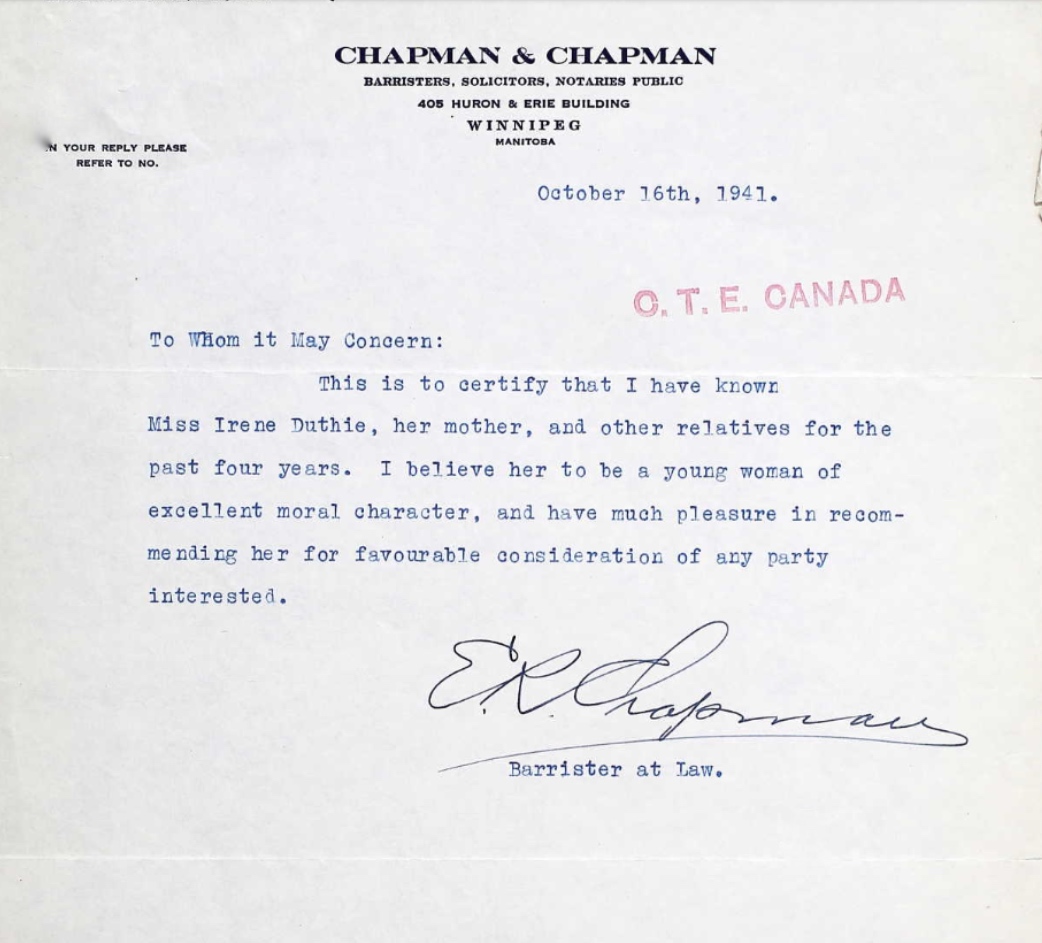 CHAPMAN & CHAPMAN
BARRISTERS, SOLICITORS, NOTARIES PUBLIC
405 HURON & ERIE BUILDING
WINNIPEG
MANITOBA
N YOUR REPLY PLEASE
REFER TO NO.
October 16th, 1941.
O. T. E. CANADA
To WHom it May Concern:
This is to certify that I have known
Miss Irene Duthie, her mother, and other relatives for the
past four years. I believe her to be a young woman of
excellent moral character, and have much pleasure in recom-
mending her for favourable consideration of any party
interested.
E.R. Chapman
Barrister at Law.